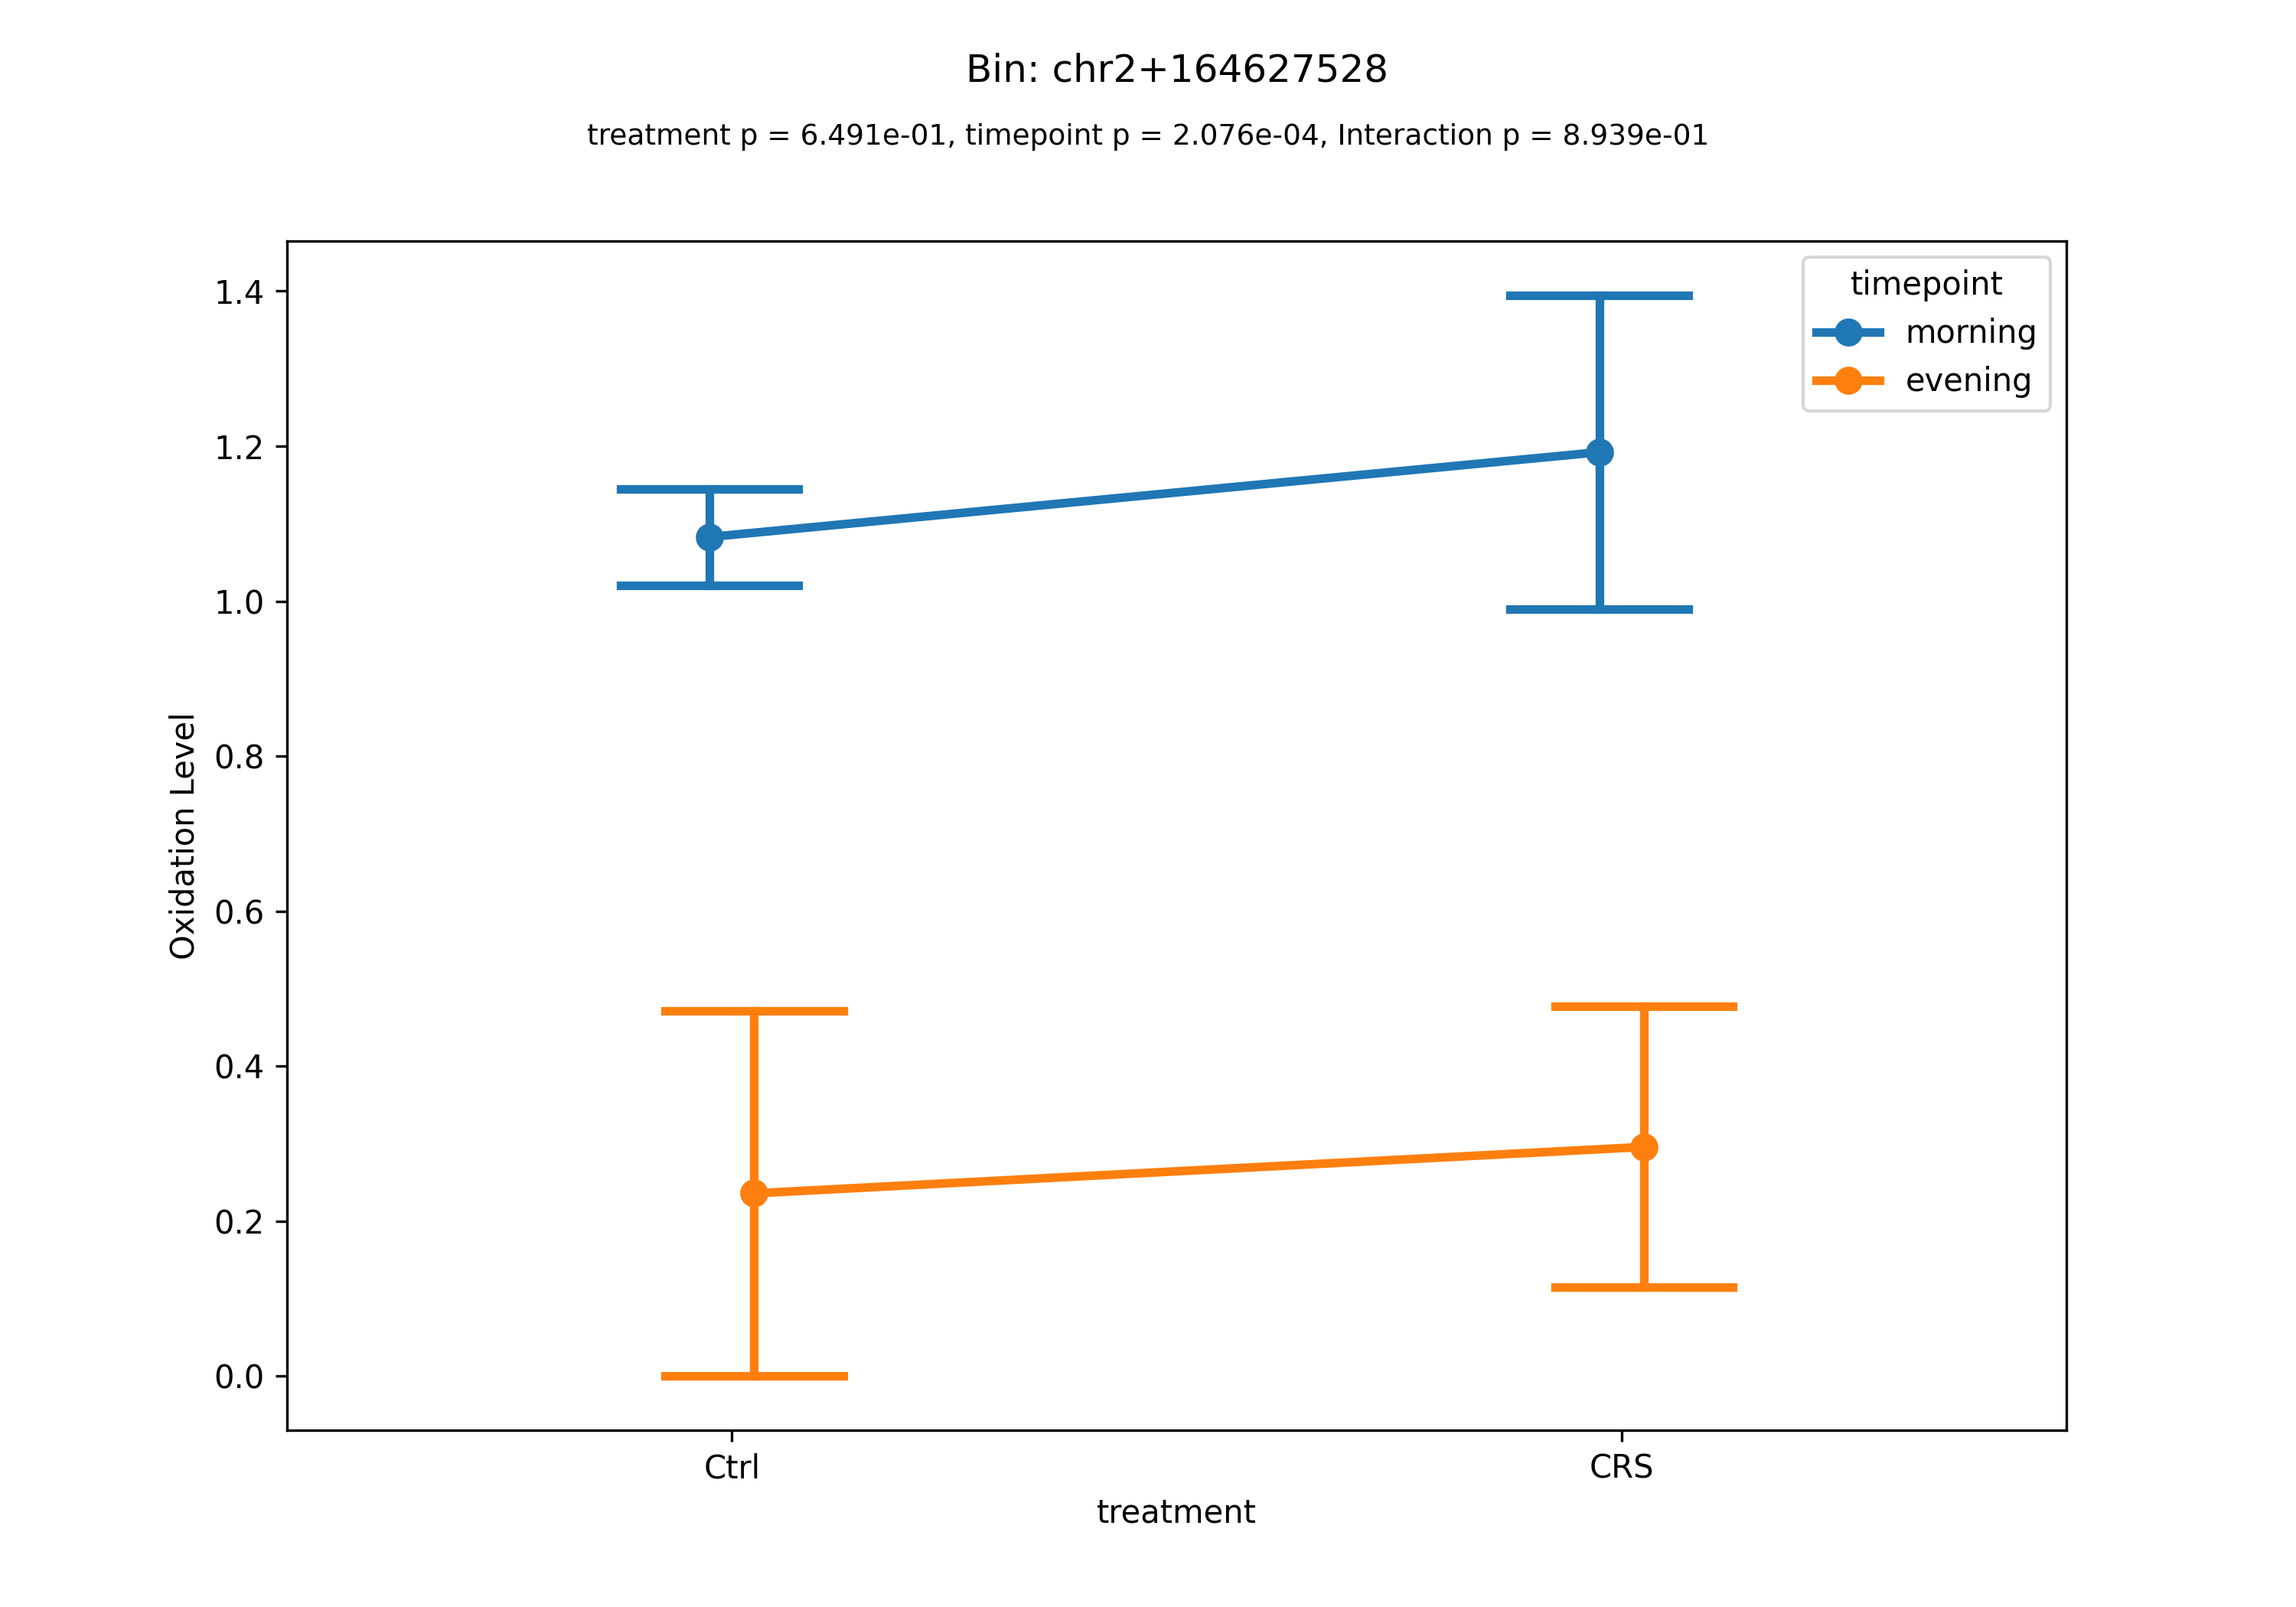 Bin: chr2+164627528
treatment p = 6.491e-01, timepoint p = 2.076e-04, Interaction p = 8.939e-01
timepoint
morning
evening
Oxidation Level
1.4
1.2
1.0
0.8
0.6
0.4
0.2
0.0
Ctrl
CRS
treatment